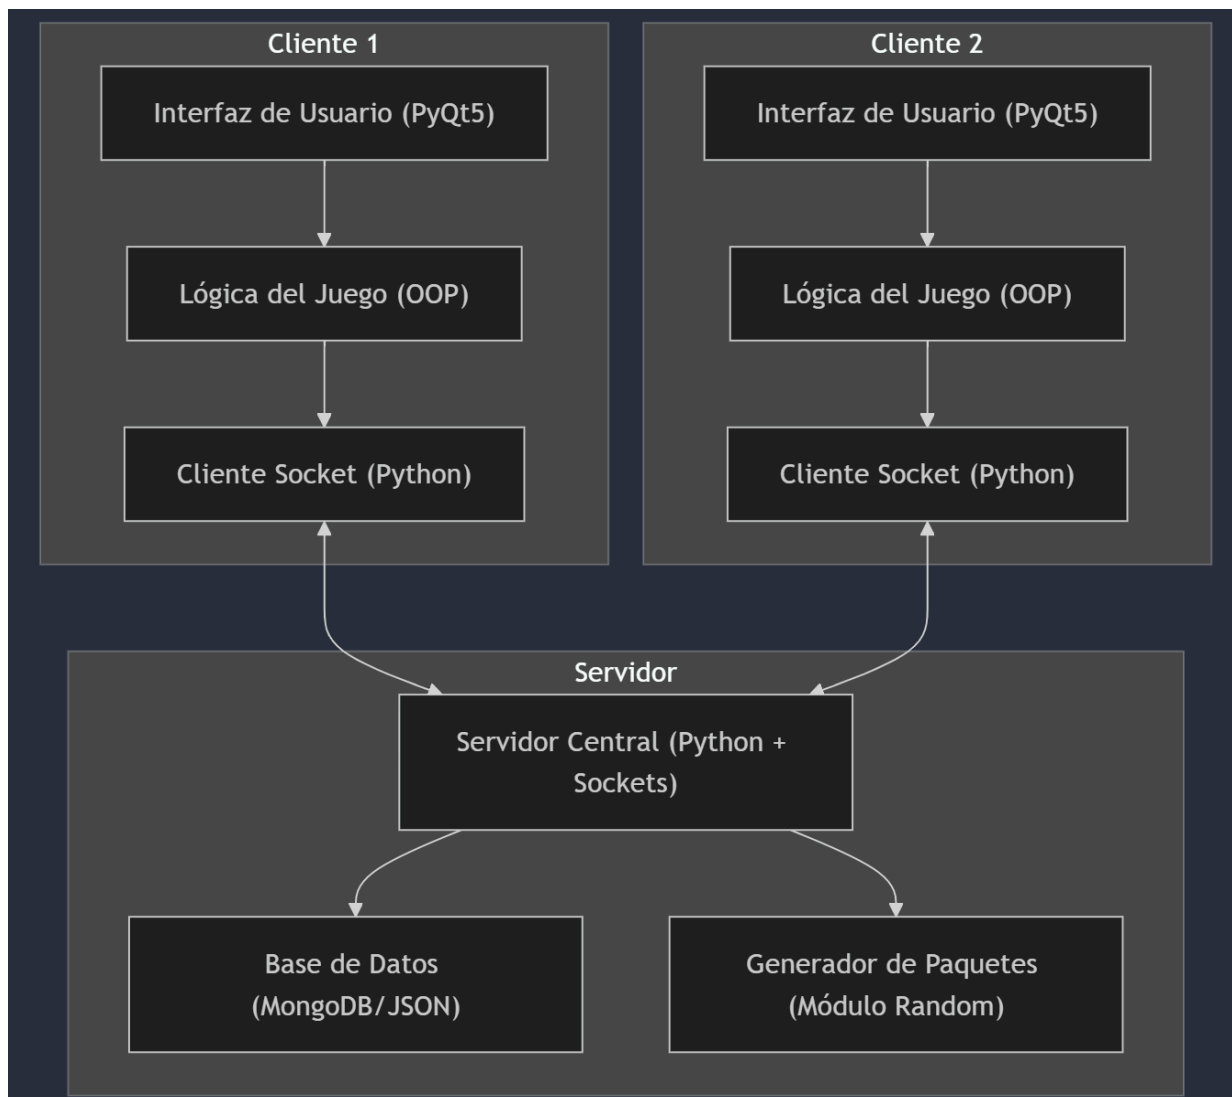 Cliente 1
Interfaz de Usuario (PyQt5)
Lógica del Juego (OOP)
Cliente Socket (Python)
Cliente 2
Interfaz de Usuario (PyQt5)
Lógica del Juego (OOP)
Cliente Socket (Python)
Servidor
Servidor Central (Python +
Sockets)
Base de Datos
(MongoDB/JSON)
Generador de Paquetes
(Módulo Random)